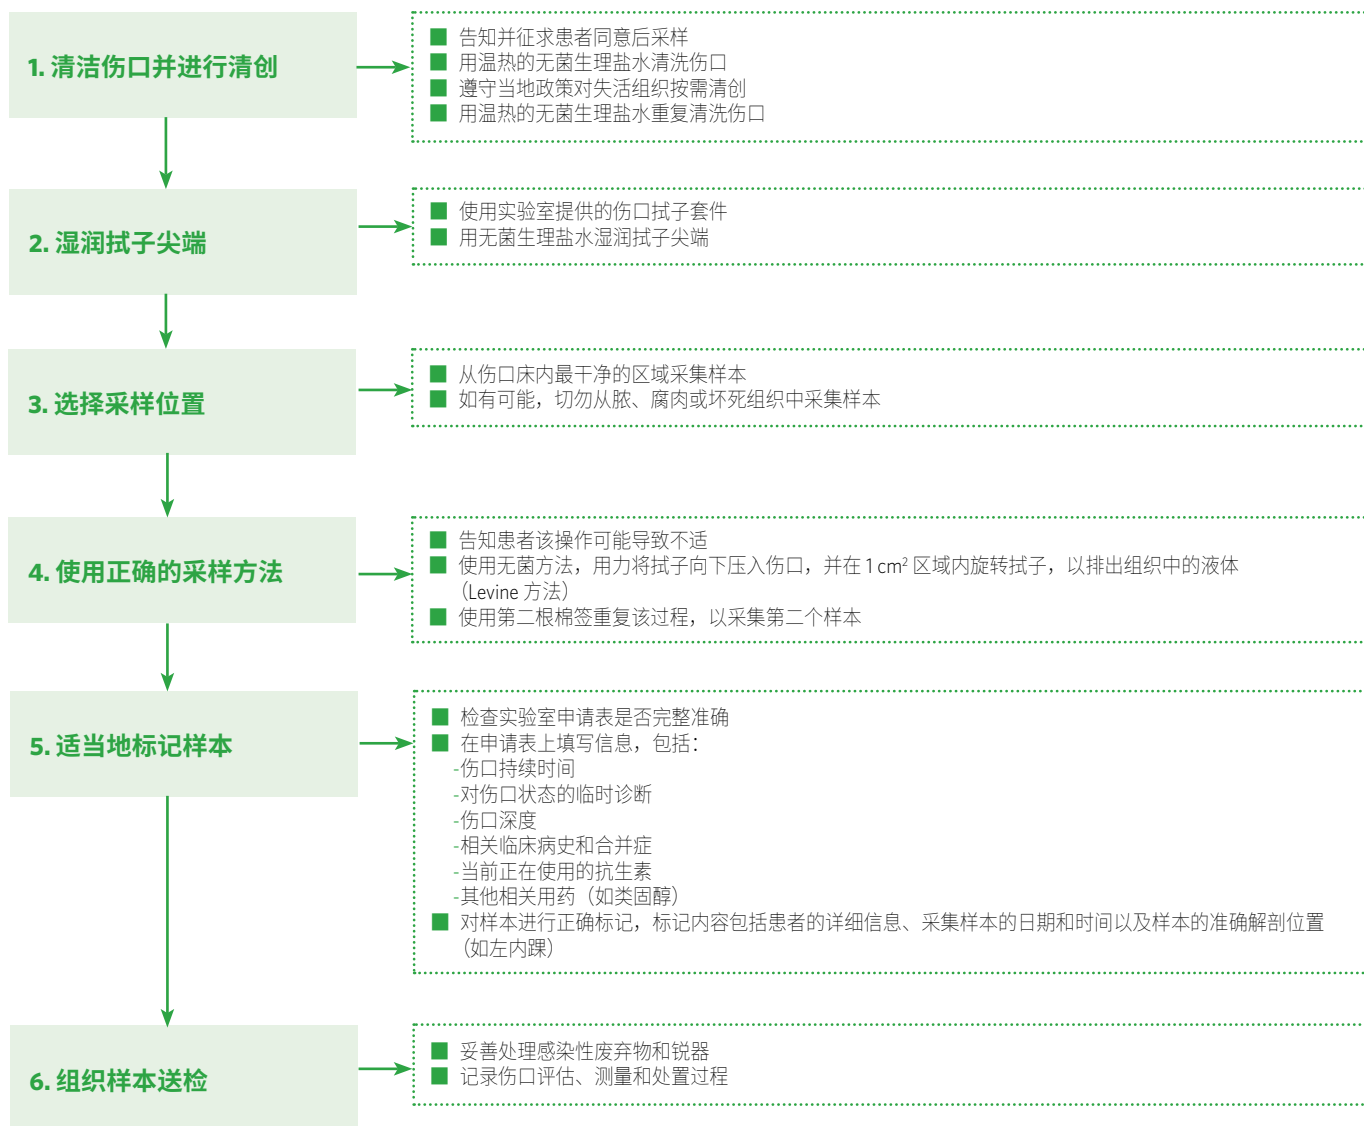 1. 清洁伤口并进行清创
告知并征求患者同意后采样
用温热的无菌生理盐水清洗伤口
遵守当地政策对失活组织按需清创
用温热的无菌生理盐水重复清洗伤口
2. 湿润拭子尖端
使用实验室提供的伤口拭子套件
用无菌生理盐水湿润拭子尖端
3. 选择采样位置
从伤口床内最干净的区域采集样本
如有可能，切勿从脓、腐肉或坏死组织中采集样本
4. 使用正确的采样方法
告知患者该操作可能导致不适
使用无菌方法，用力将拭子向下压入伤口，并在 1 cm² 区域内旋转拭子，以排出组织中的液体
（Levine 方法）
使用第二根棉签重复该过程，以采集第二个样本
5. 适当地标记样本
检查实验室申请表是否完整准确
在申请表上填写信息，包括：
-伤口持续时间
-对伤口状态的临时诊断
-伤口深度
-相关临床病史和合并症
-当前正在使用的抗生素
-其他相关用药（如类固醇）
对样本进行正确标记，标记内容包括患者的详细信息、采集样本的日期和时间以及样本的准确解剖位置
（如左内踝）
6. 组织样本送检
妥善处理感染性废弃物和锐器
记录伤口评估、测量和处置过程